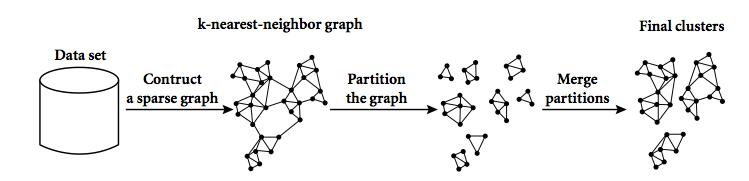 k-nearest-neighbor graph
Final clusters
Data set
Contruct
a sparse graph
Partition
the graph
Merge
partitions